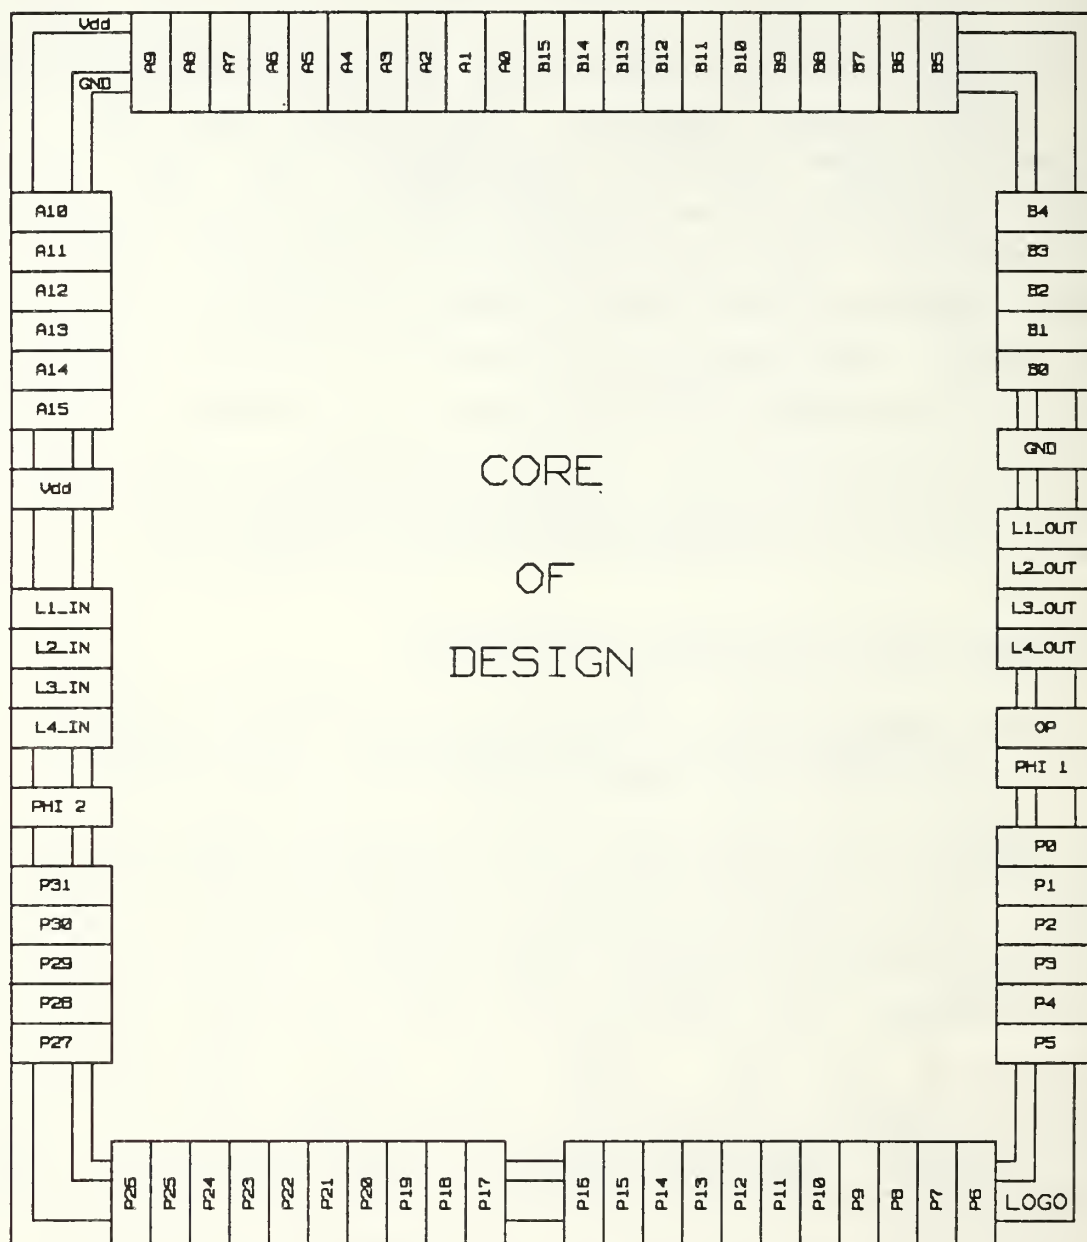 Vdd
GND
A9 A8 A7 A6 A5 A4 A3 A2 A1 A0 B15 B14 B13 B12 B11 B10 B9 B8 B7 B6 B5
A10
A11
A12
A13
A14
A15
Vdd
L1_IN
L2_IN
L3_IN
L4_IN
PHI 2
P31
P30
P29
P28
P27
CORE
OF
DESIGN
B4
B3
B2
B1
B0
GND
L1_OUT
L2_OUT
L3_OUT
L4_OUT
OP
PHI 1
P0
P1
P2
P3
P4
P5
P26 P25 P24 P23 P22 P21 P20 P19 P18 P17 P16 P15 P14 P13 P12 P11 P10 P9 P8 P7 P6
LOGO